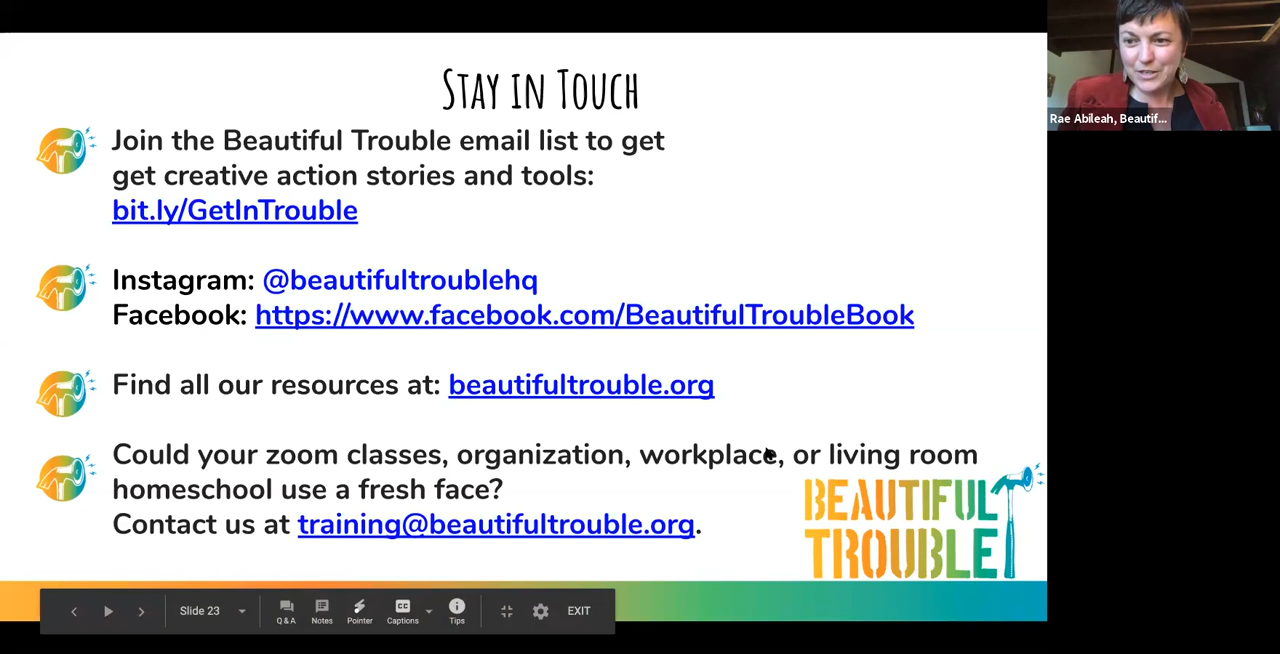 Stay in Touch
Join the Beautiful Trouble email list to get
get creative action stories and tools:
bit.ly/GetInTrouble
Instagram: @beautifultroublehq
Facebook: https://www.facebook.com/BeautifulTroubleBook
Find all our resources at: beautifultrouble.org
Could your zoom classes, organization, workplace, or living room
homeschool use a fresh face?
Contact us at training@beautifultrouble.org.
BEAUTIFUL
TROUBLE
Slide 23
Q & A
Notes
Pointer
CC
Captions
Tips
EXIT
Rae Abileah, Beautif...